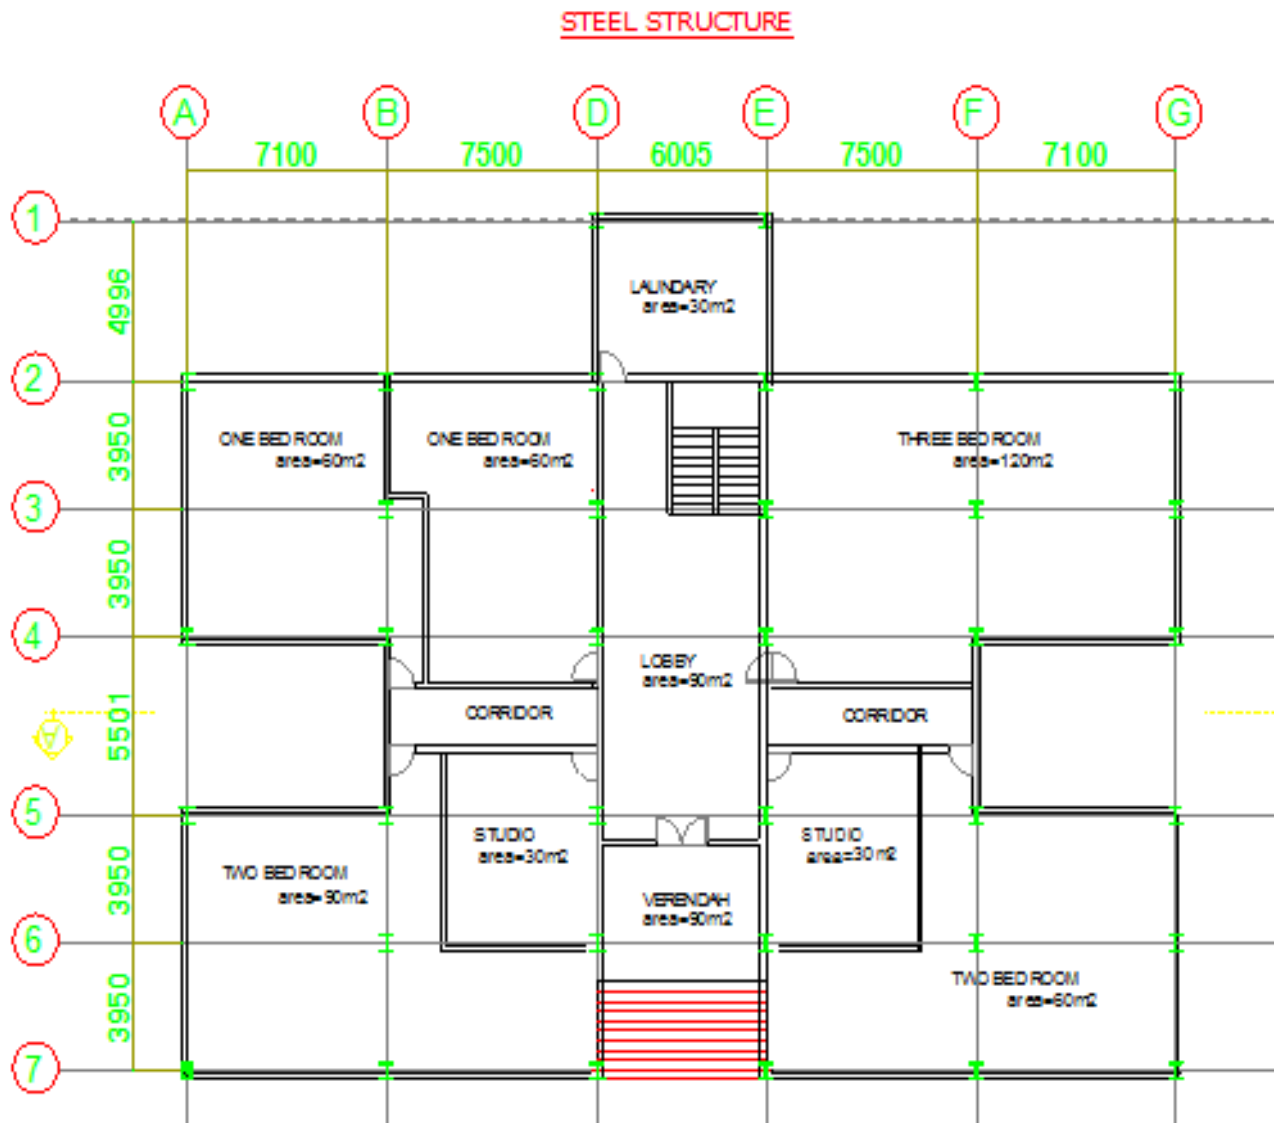 STEEL STRUCTURE
A B D E F G
7100 7500 6005 7500 7100
1
4996
LAUNDARY
area=30m2
2
3950
ONE BED ROOM
area=60m2
ONE BED ROOM
area=60m2
THREE BED ROOM
area=120m2
3
3950
4
LOBBY
area=90m2
5501
CORRIDOR
CORRIDOR
A
5
STUDIO
area=30m2
STUDIO
area=30m2
3950
TWO BED ROOM
area=90m2
VERENDAH
area=90m2
6
TWO BED ROOM
area=60m2
3950
7